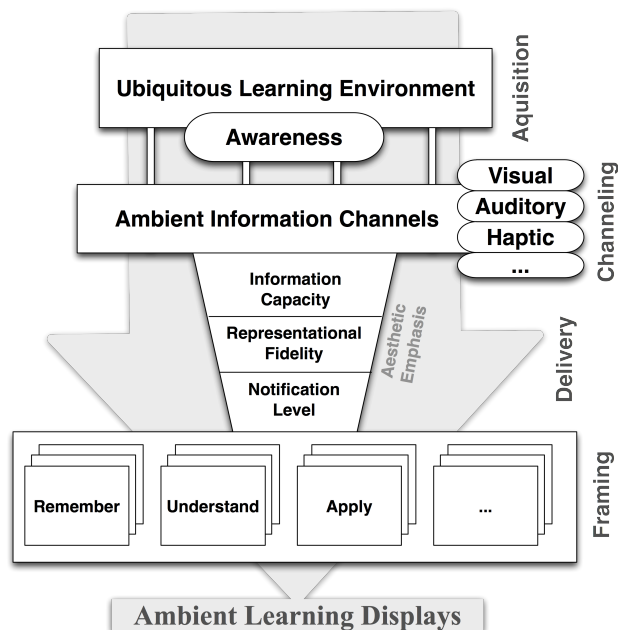 Ubiquitous Learning Environment
Aquisition
Awareness
Ambient Information Channels
Visual
Auditory
Haptic
...
Channeling
Information
Capacity
Representational
Fidelity
Notification
Level
Aesthetic
Emphasis
Delivery
Remember
Understand
Apply
...
Framing
Ambient Learning Displays